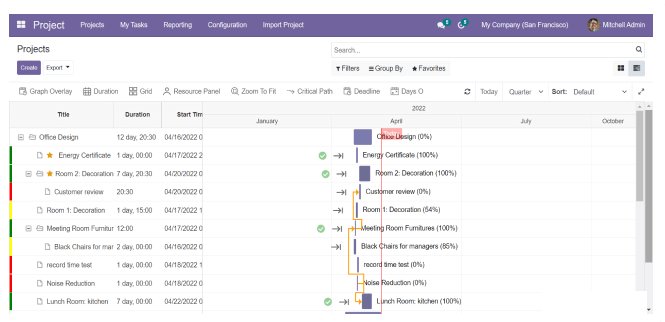 Project Projects My Tasks Reporting Configuration Import Project My Company (San Francisco) Mitchell Admin
Projects Search...
Create Export Filters Group By Favorites
Graph Overlay Duration Grid Resource Panel Zoom To Fit Critical Path Deadline Days O Today Quarter Sort: Default
Title Duration Start Tim 2022
January April July October
Office Design 12 day, 20:30 04/16/2022 0 Office Design (0%)
Energy Certificate 1 day, 00:00 04/17/2022 2 Energy Certificate (100%)
Room 2: Decoration 7 day, 20:30 04/20/2022 0 Room 2: Decoration (100%)
Customer review 20:30 04/20/2022 0 Customer review (0%)
Room 1: Decoration 1 day, 15:00 04/17/2022 1 Room 1: Decoration (54%)
Meeting Room Furnitur 12:00 04/17/2022 0 Meeting Room Furnitures (100%)
Black Chairs for mar 2 day, 00:00 04/16/2022 0 Black Chairs for managers (85%)
record time test 1 day, 00:00 04/18/2022 1 record time test (0%)
Noise Reduction 1 day, 00:00 04/18/2022 0 Noise Reduction (0%)
Lunch Room: kitchen 7 day, 00:00 04/22/2022 0 Lunch Room: kitchen (100%)